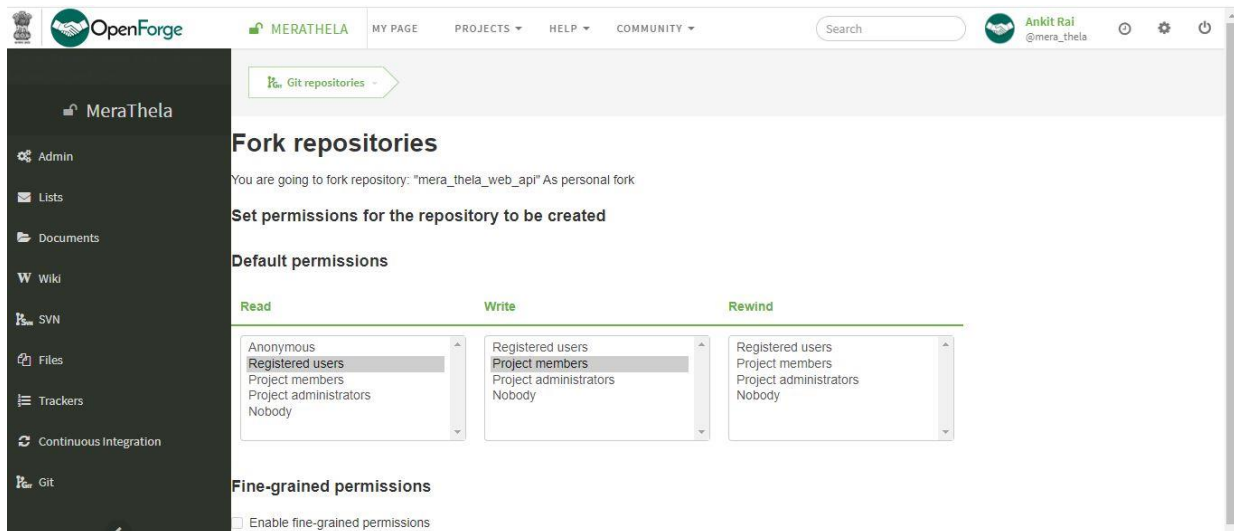 OpenForge
MERATHELA
MY PAGE
PROJECTS
HELP
COMMUNITY
Search
Ankit Rai
@mera_thela
MeraThela
Admin
Lists
Documents
W Wiki
SVN
Files
Trackers
Continuous Integration
Git
Git repositories
Fork repositories
You are going to fork repository: "mera_thela_web_api" As personal fork
Set permissions for the repository to be created
Default permissions
Read Write Rewind
Anonymous
Registered users
Project members
Project administrators
Nobody
Registered users
Project members
Project administrators
Nobody
Registered users
Project members
Project administrators
Nobody
Fine-grained permissions
Enable fine-grained permissions